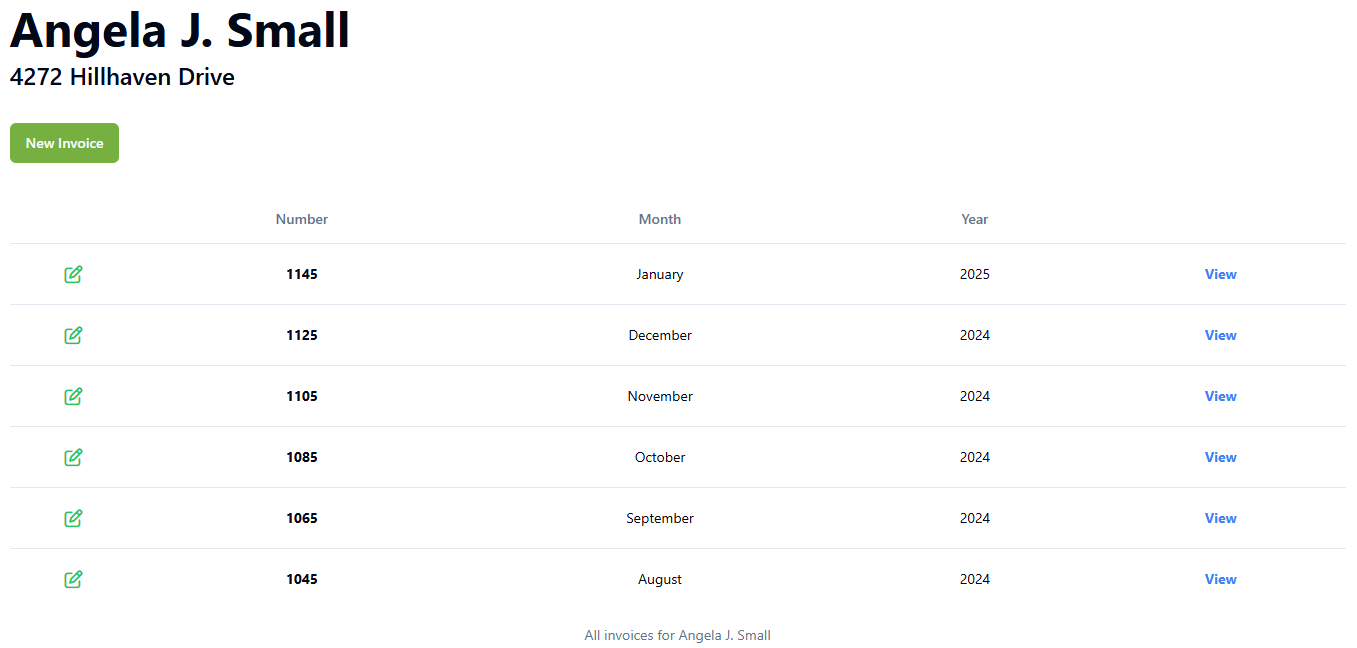 Angela J. Small
4272 Hillhaven Drive
New Invoice
Number Month Year
1145 January 2025 View
1125 December 2024 View
1105 November 2024 View
1085 October 2024 View
1065 September 2024 View
1045 August 2024 View
All invoices for Angela J. Small